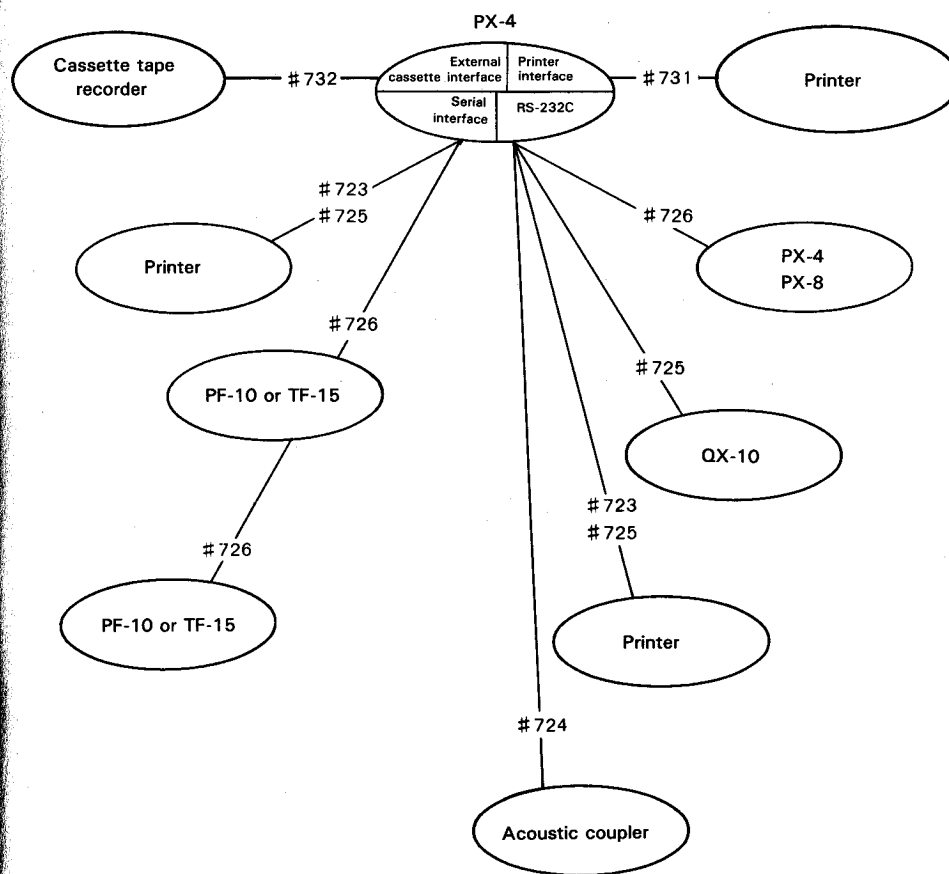 PX-4
Cassette tape
recorder
#732
External
cassette interface
Printer
interface
Serial
interface
RS-232C
#731
Printer
#723
#725
Printer
#726
PX-4
PX-8
#726
PF-10 or TF-15
#725
QX-10
#723
#725
Printer
#726
PF-10 or TF-15
#724
Acoustic coupler